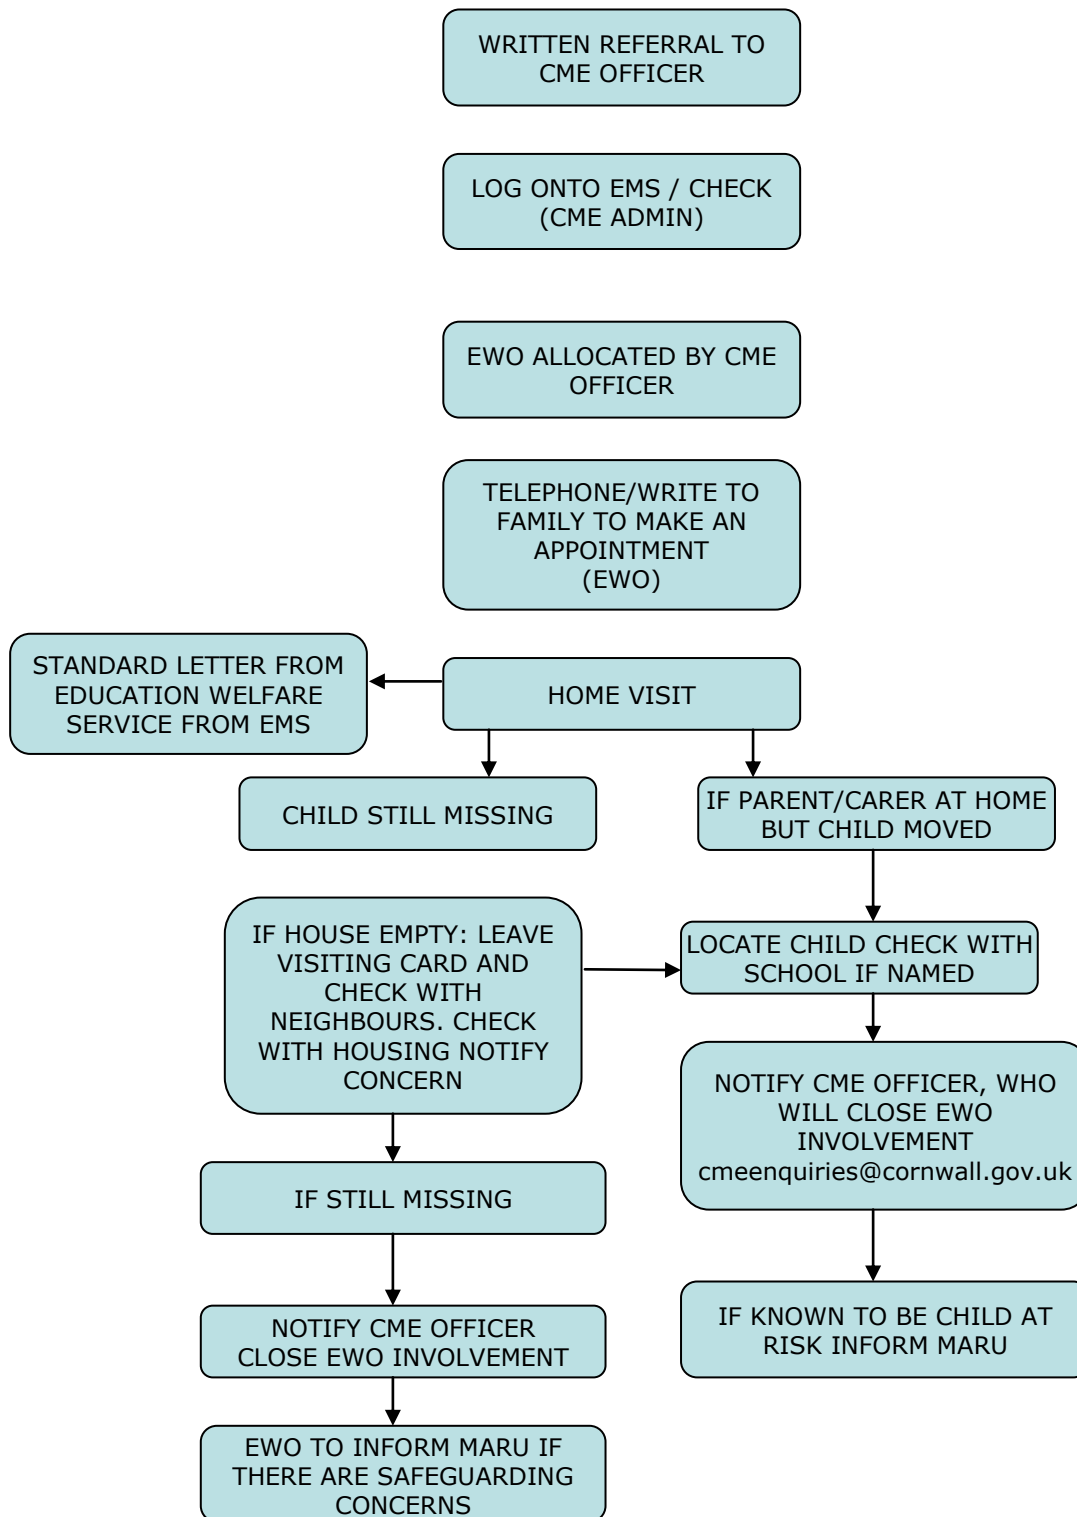 WRITTEN REFERRAL TO
CME OFFICER
LOG ONTO EMS / CHECK
(CME ADMIN)
EWO ALLOCATED BY CME
OFFICER
TELEPHONE/WRITE TO
FAMILY TO MAKE AN
APPOINTMENT
(EWO)
STANDARD LETTER FROM
EDUCATION WELFARE
SERVICE FROM EMS
HOME VISIT
CHILD STILL MISSING
IF PARENT/CARER AT HOME
BUT CHILD MOVED
IF HOUSE EMPTY: LEAVE
VISITING CARD AND
CHECK WITH
NEIGHBOURS. CHECK
WITH HOUSING NOTIFY
CONCERN
LOCATE CHILD CHECK WITH
SCHOOL IF NAMED
NOTIFY CME OFFICER, WHO
WILL CLOSE EWO
INVOLVEMENT
cmeenquiries@cornwall.gov.uk
IF STILL MISSING
IF KNOWN TO BE CHILD AT
RISK INFORM MARU
NOTIFY CME OFFICER
CLOSE EWO INVOLVEMENT
EWO TO INFORM MARU IF
THERE ARE SAFEGUARDING
CONCERNS